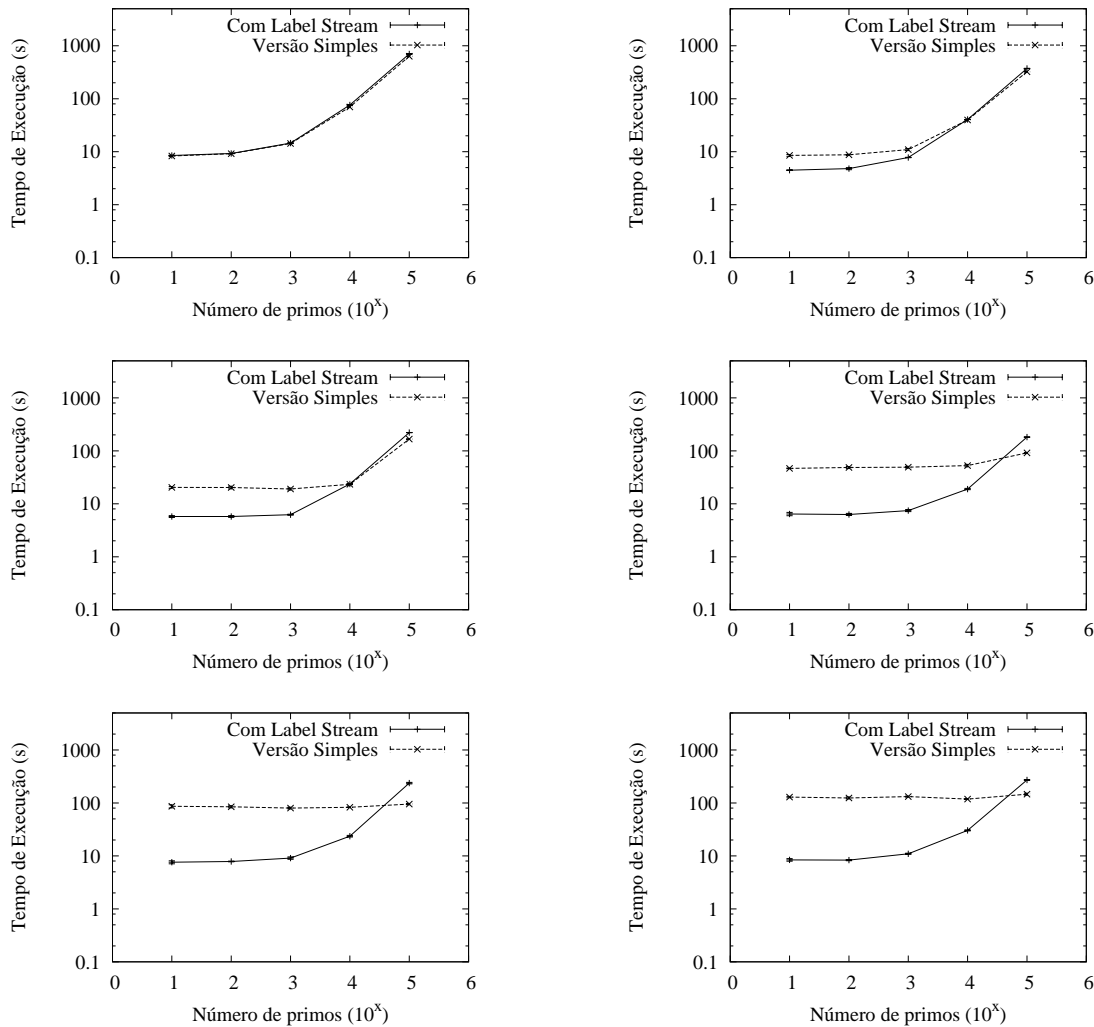 Tempo de Execução (s)
1000
100
10
1
0.1
0 1 2 3 4 5 6
Número de primos (10^x)
Com Label Stream
Versão Simples
Tempo de Execução (s)
1000
100
10
1
0.1
0 1 2 3 4 5 6
Número de primos (10^x)
Com Label Stream
Versão Simples
Tempo de Execução (s)
1000
100
10
1
0.1
0 1 2 3 4 5 6
Número de primos (10^x)
Com Label Stream
Versão Simples
Tempo de Execução (s)
1000
100
10
1
0.1
0 1 2 3 4 5 6
Número de primos (10^x)
Com Label Stream
Versão Simples
Tempo de Execução (s)
1000
100
10
1
0.1
0 1 2 3 4 5 6
Número de primos (10^x)
Com Label Stream
Versão Simples
Tempo de Execução (s)
1000
100
10
1
0.1
0 1 2 3 4 5 6
Número de primos (10^x)
Com Label Stream
Versão Simples